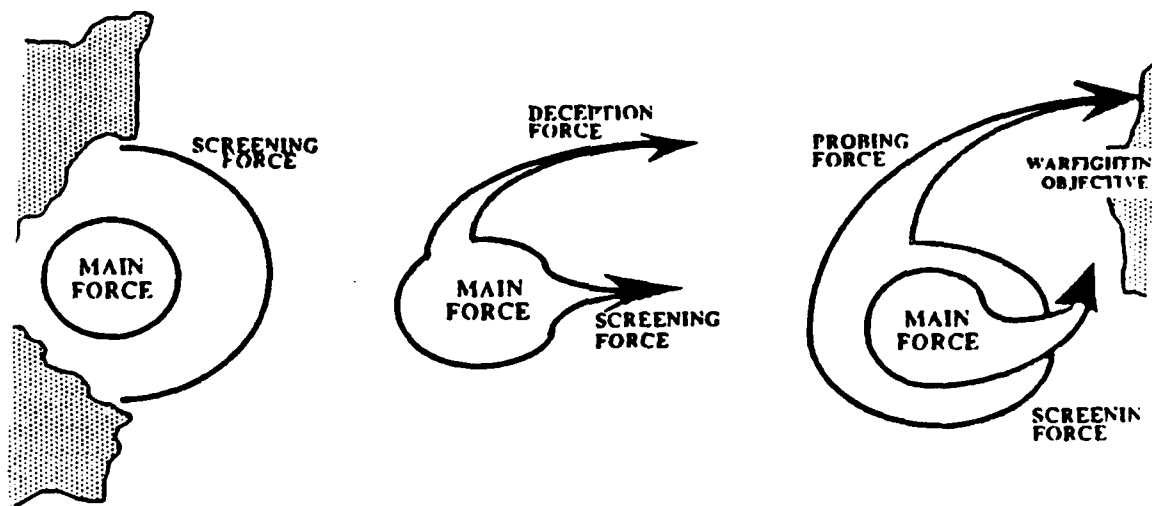 SCREENING
FORCE
MAIN
FORCE
DECEPTION
FORCE
MAIN
FORCE
SCREENING
FORCE
PROBING
FORCE
WARFIGHTIN
OBJECTIVE
MAIN
FORCE
SCREENIN
FORCE